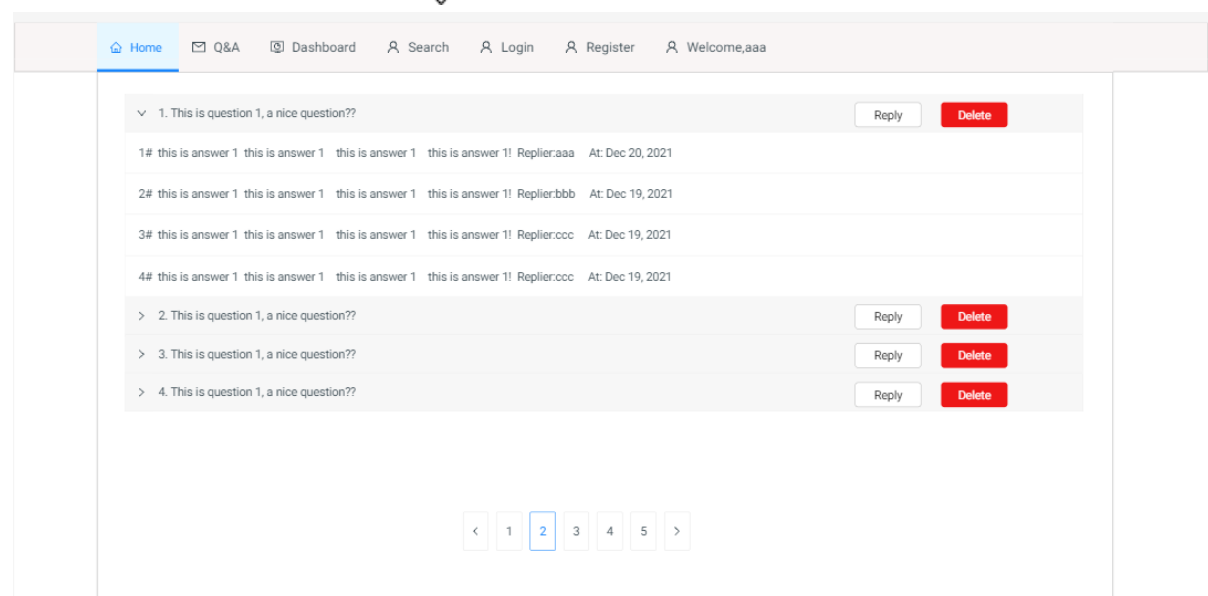 Home Q&A Dashboard Search Login Register Welcome,aaa
1. This is question 1, a nice question?? Reply Delete
1# this is answer 1 this is answer 1 this is answer 1 this is answer 1! Replier:aaa At: Dec 20, 2021
2# this is answer 1 this is answer 1 this is answer 1 this is answer 1! Replier:bbb At: Dec 19, 2021
3# this is answer 1 this is answer 1 this is answer 1 this is answer 1! Replier:ccc At: Dec 19, 2021
4# this is answer 1 this is answer 1 this is answer 1 this is answer 1! Replier:ccc At: Dec 19, 2021
2. This is question 1, a nice question?? Reply Delete
3. This is question 1, a nice question?? Reply Delete
4. This is question 1, a nice question?? Reply Delete
< 1 2 3 4 5 >